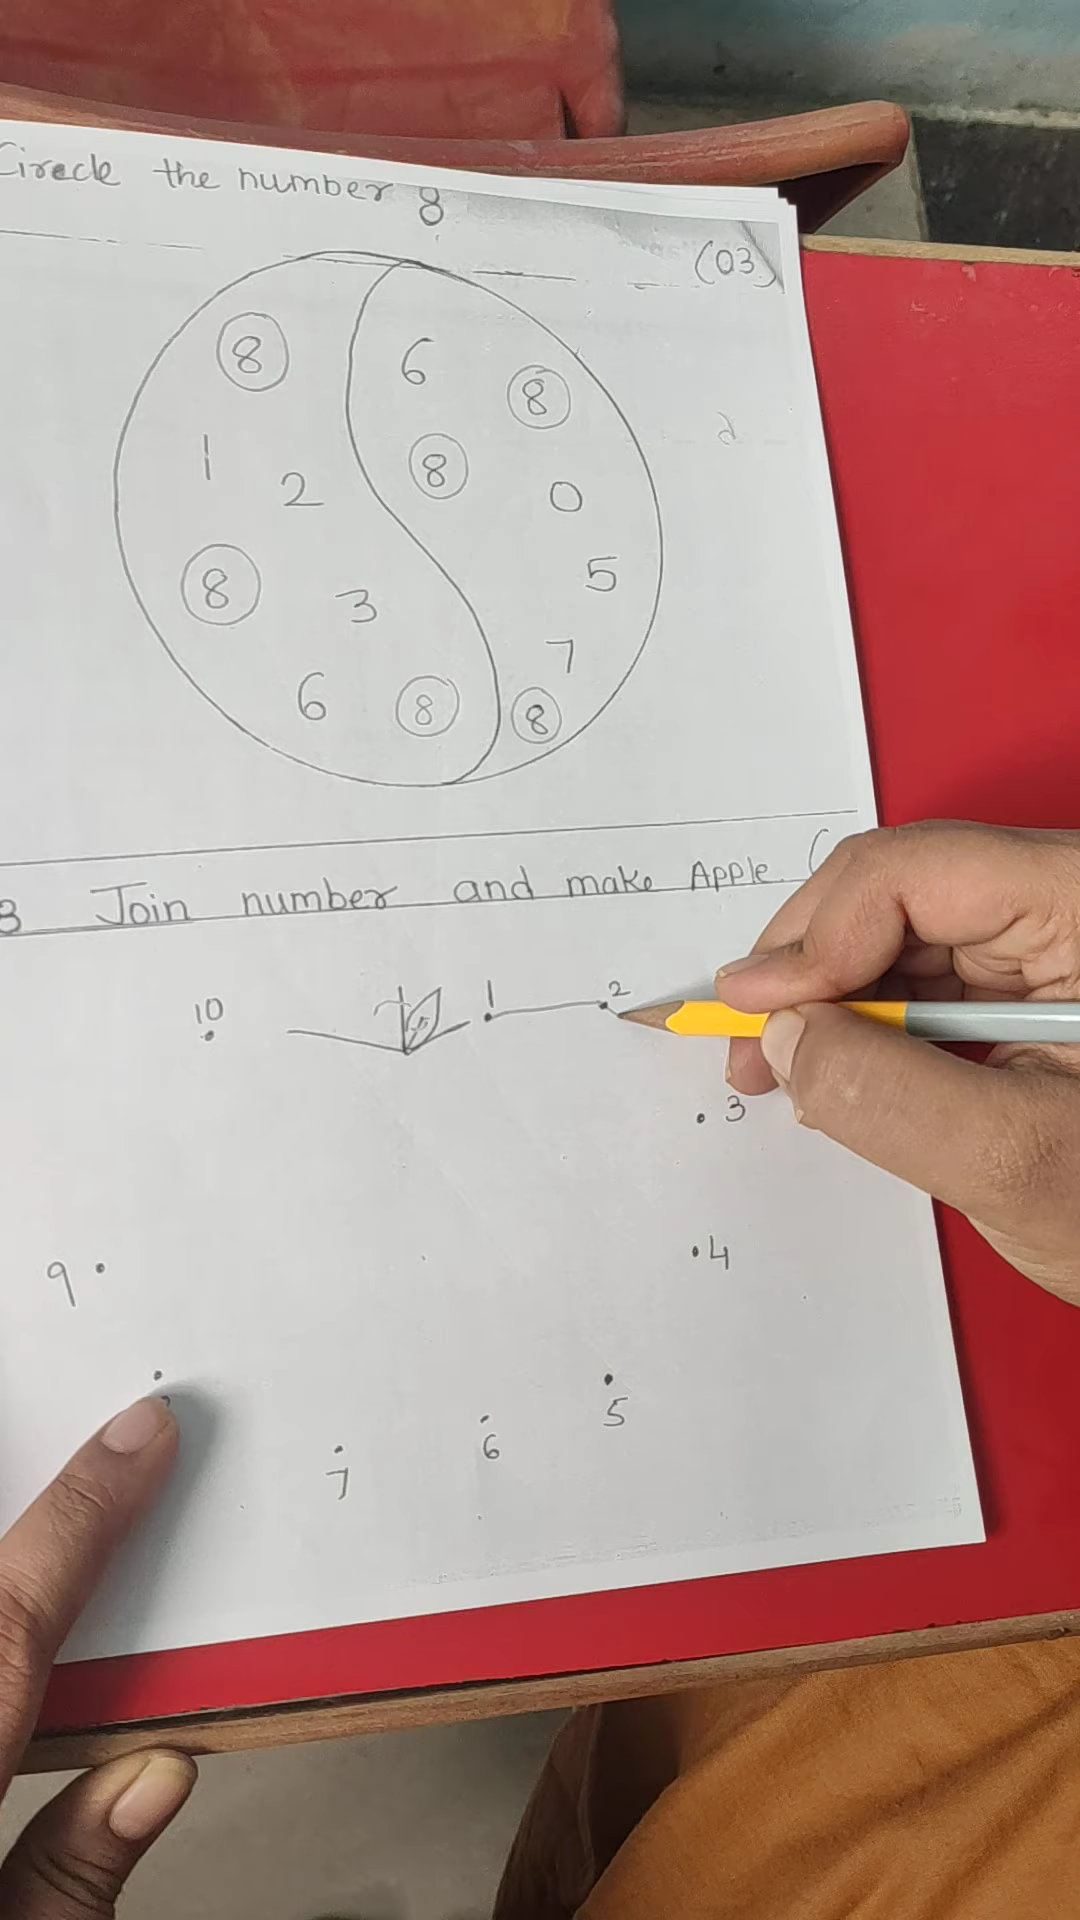 Cirecle the number 8
(03)
8 6 8
1 2 8 0
8 3 5
6 8 7 8
3 Join number and make Apple. (
10 1 2
3
9 4
5
7 6